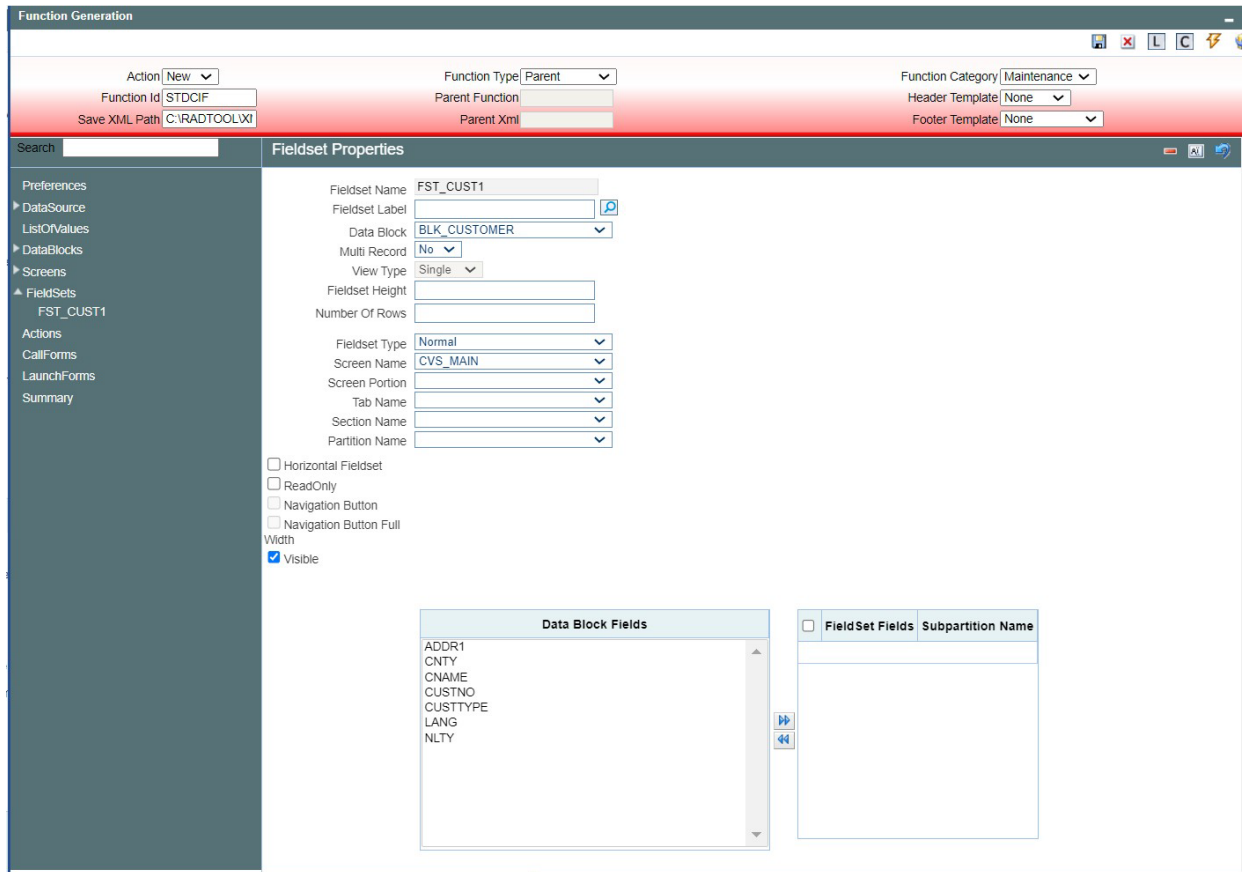 Function Generation
L C
Action New Function Type Parent Function Category Maintenance
Function Id STDCIF Parent Function Header Template None
Save XML Path C:\RADTOOL\XM Parent Xml Footer Template None
Search Fieldset Properties
Preferences
DataSource
ListOfValues
DataBlocks
Screens
FieldSets
FST_CUST1
Actions
CallForms
LaunchForms
Summary
Fieldset Name FST_CUST1
Fieldset Label
Data Block BLK_CUSTOMER
Multi Record No
View Type Single
Fieldset Height
Number Of Rows
Fieldset Type Normal
Screen Name CVS_MAIN
Screen Portion
Tab Name
Section Name
Partition Name
Horizontal Fieldset
ReadOnly
Navigation Button
Navigation Button Full
Width
Visible
Data Block Fields
ADDR1
CNTY
CNAME
CUSTNO
CUSTTYPE
LANG
NLTY
FieldSet Fields Subpartition Name